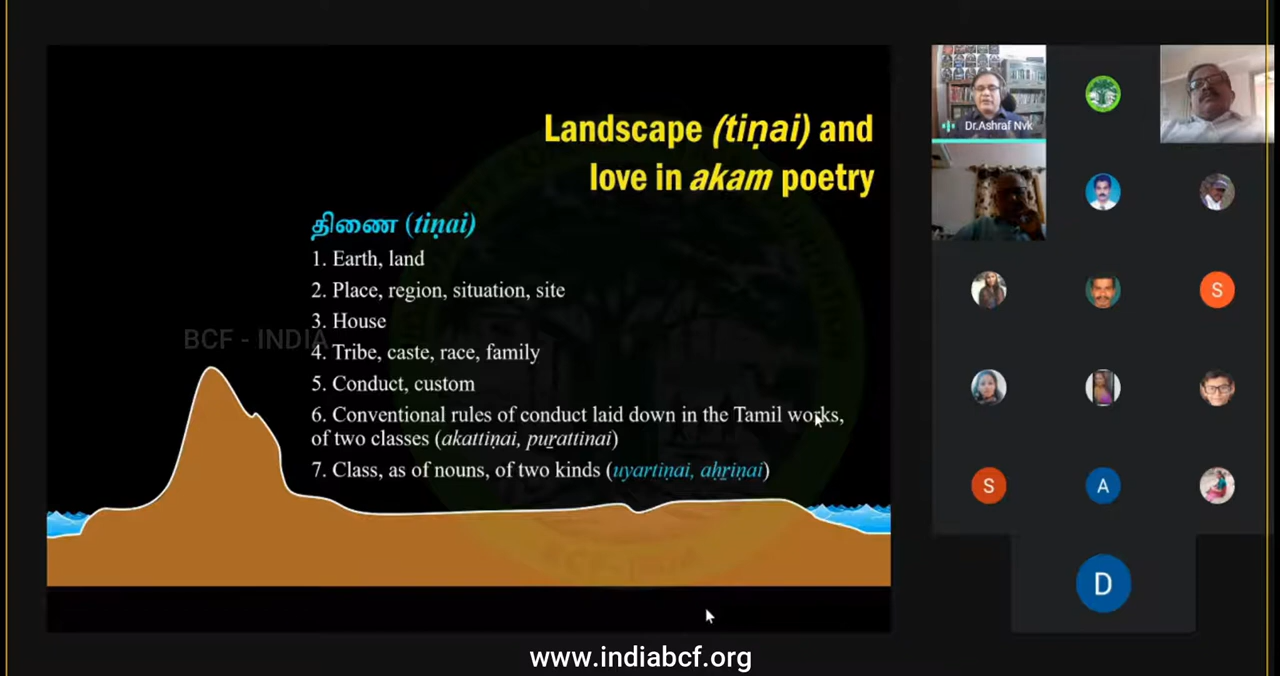 Landscape (tiṇai) and
love in akam poetry
திணை (tiṇai)
1. Earth, land
2. Place, region, situation, site
3. House
4. Tribe, caste, race, family
5. Conduct, custom
6. Conventional rules of conduct laid down in the Tamil works,
of two classes (akattiṇai, puṟattinai)
7. Class, as of nouns, of two kinds (uyartiṇai, aḥṟiṇai)
BCF - INDIA
Dr.Ashraf Nvk
S
S
A
D
www.indiabcf.org